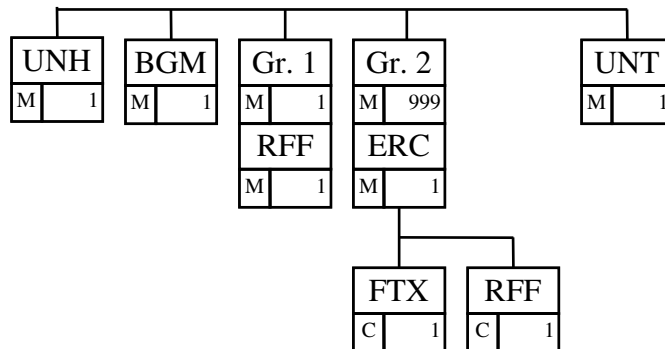 UNH BGM Gr. 1 Gr. 2 UNT
M 1 M 1 M 1 M 999 M 1
RFF ERC
M 1 M 1
FTX RFF
C 1 C 1